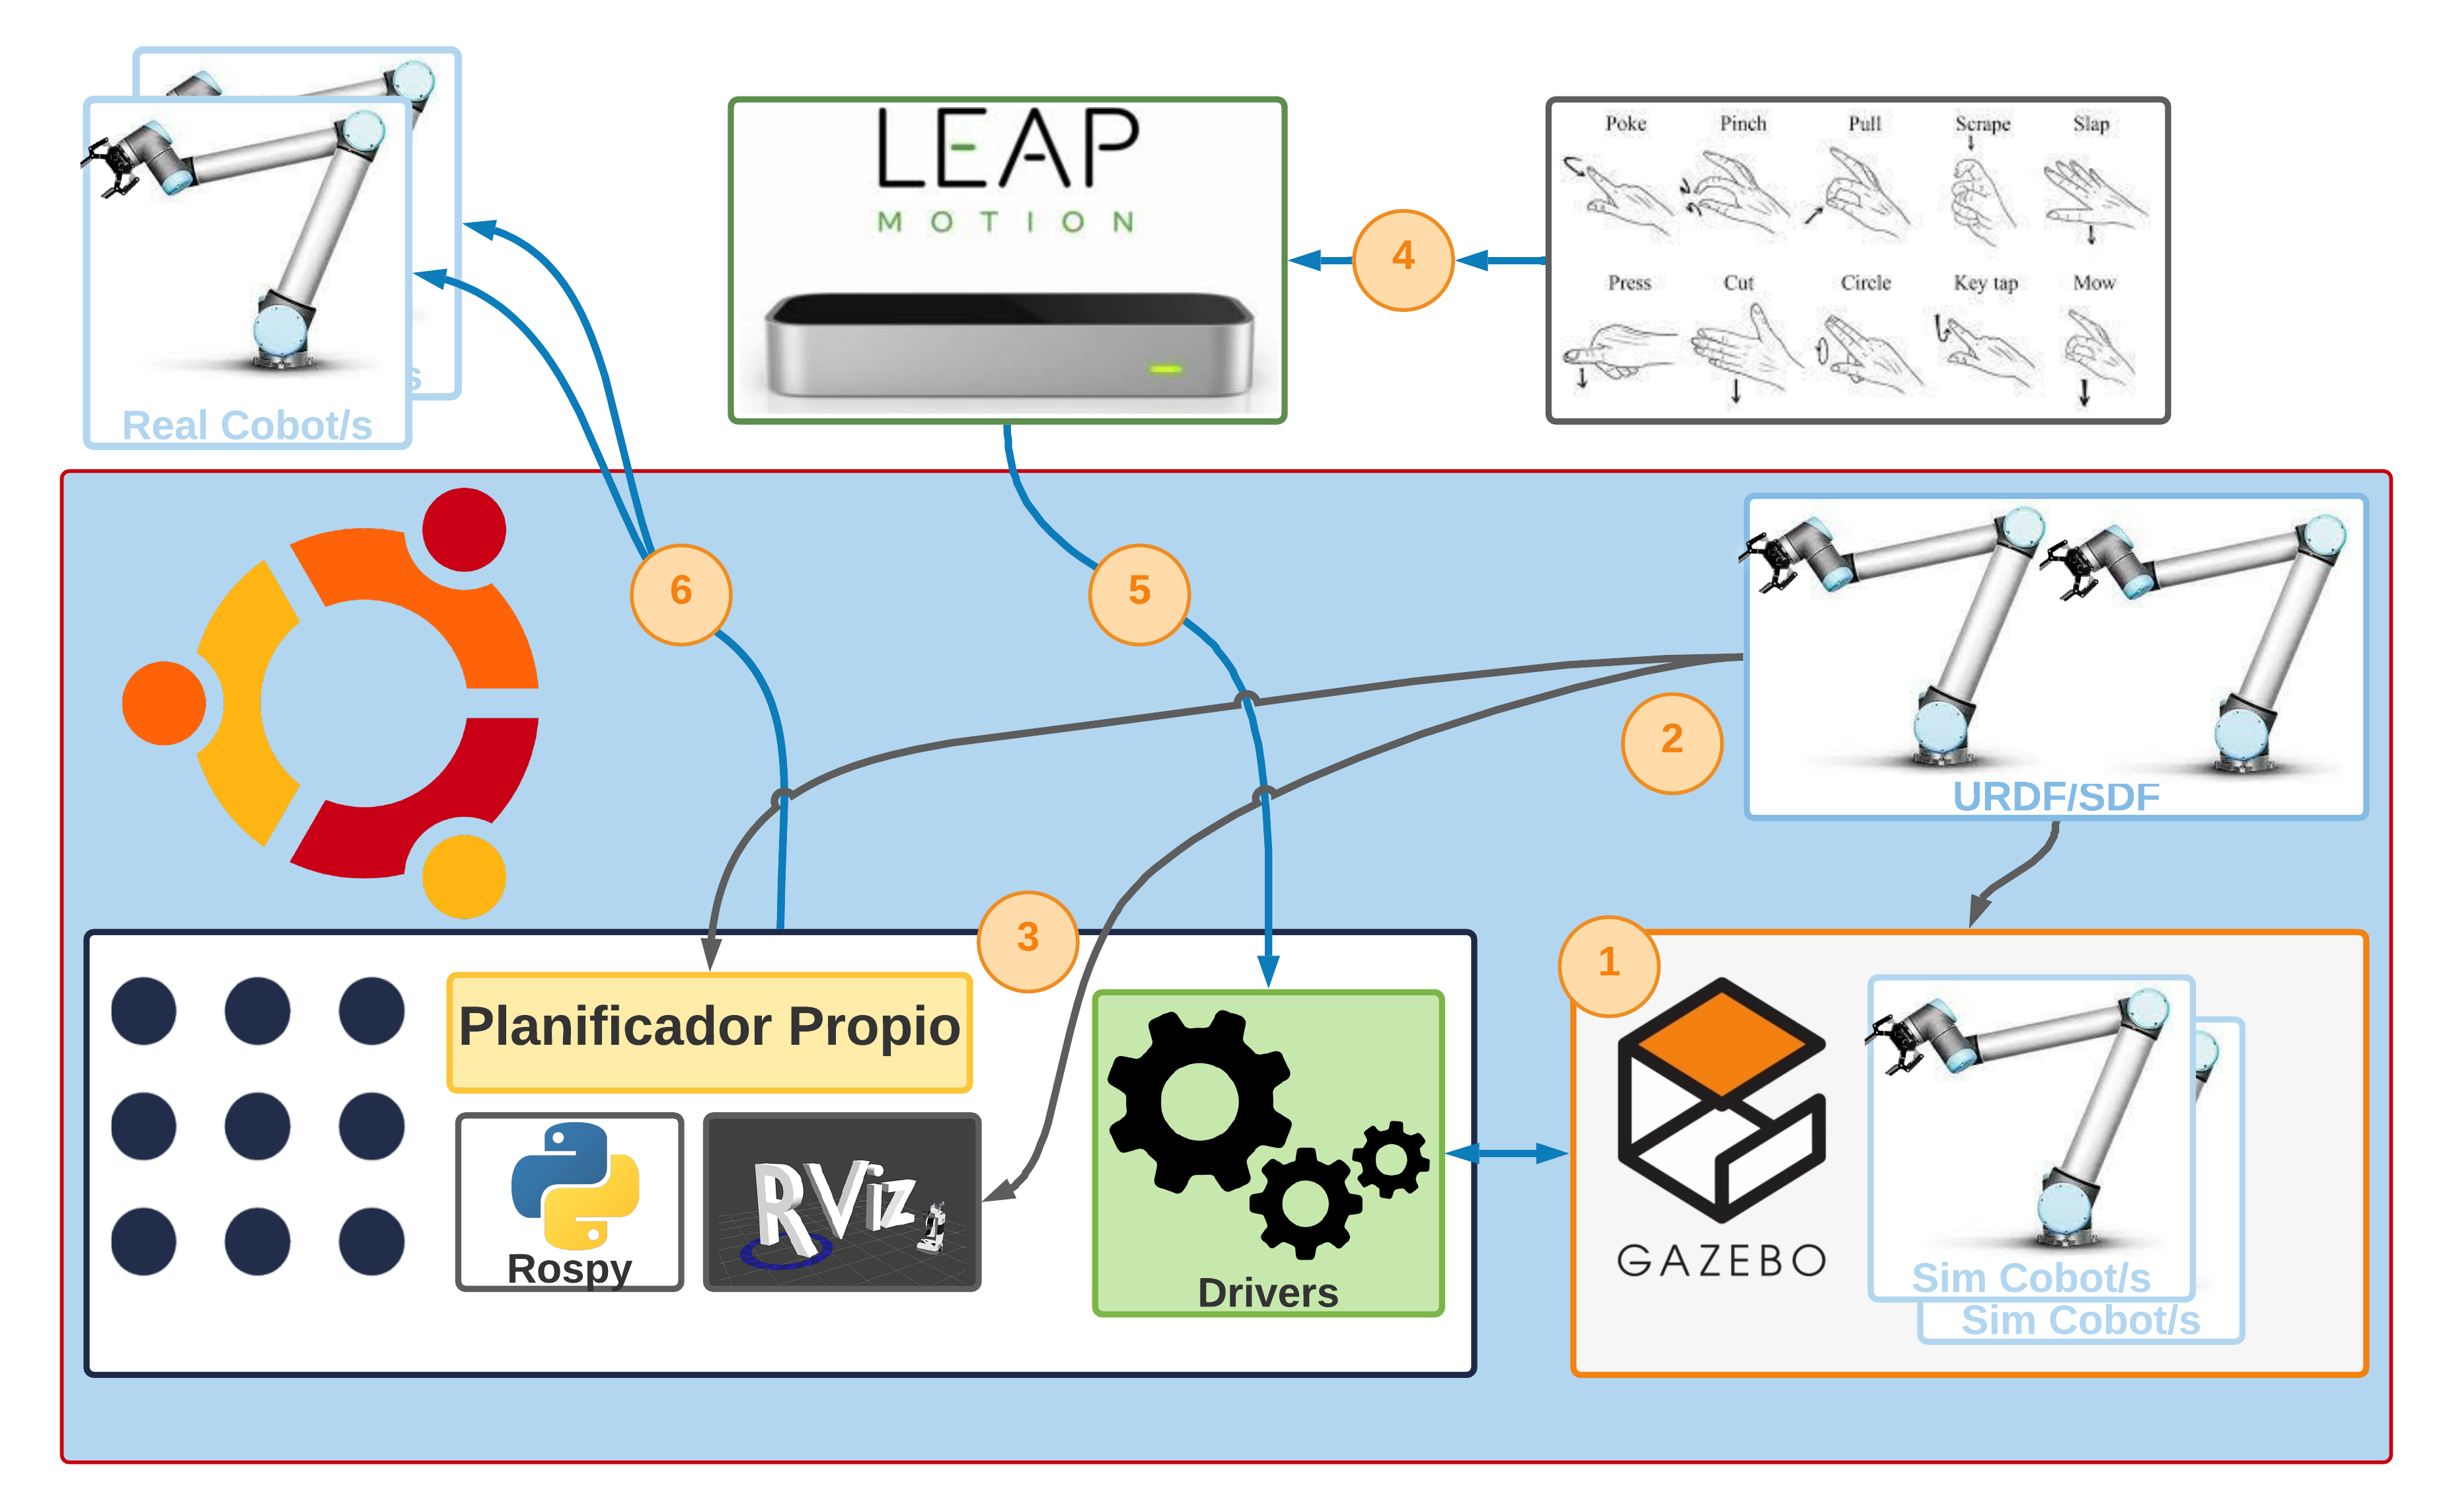 LEAP
MOTION
Poke Pinch Pull Scrape Slap
Press Cut Circle Key tap Mow
4
s
Real Cobot/s
6
5
2
URDF/SDF
3
1
Planificador Propio
Rospy
RViz
Drivers
GAZEBO
Sim Cobot/s
Sim Cobot/s